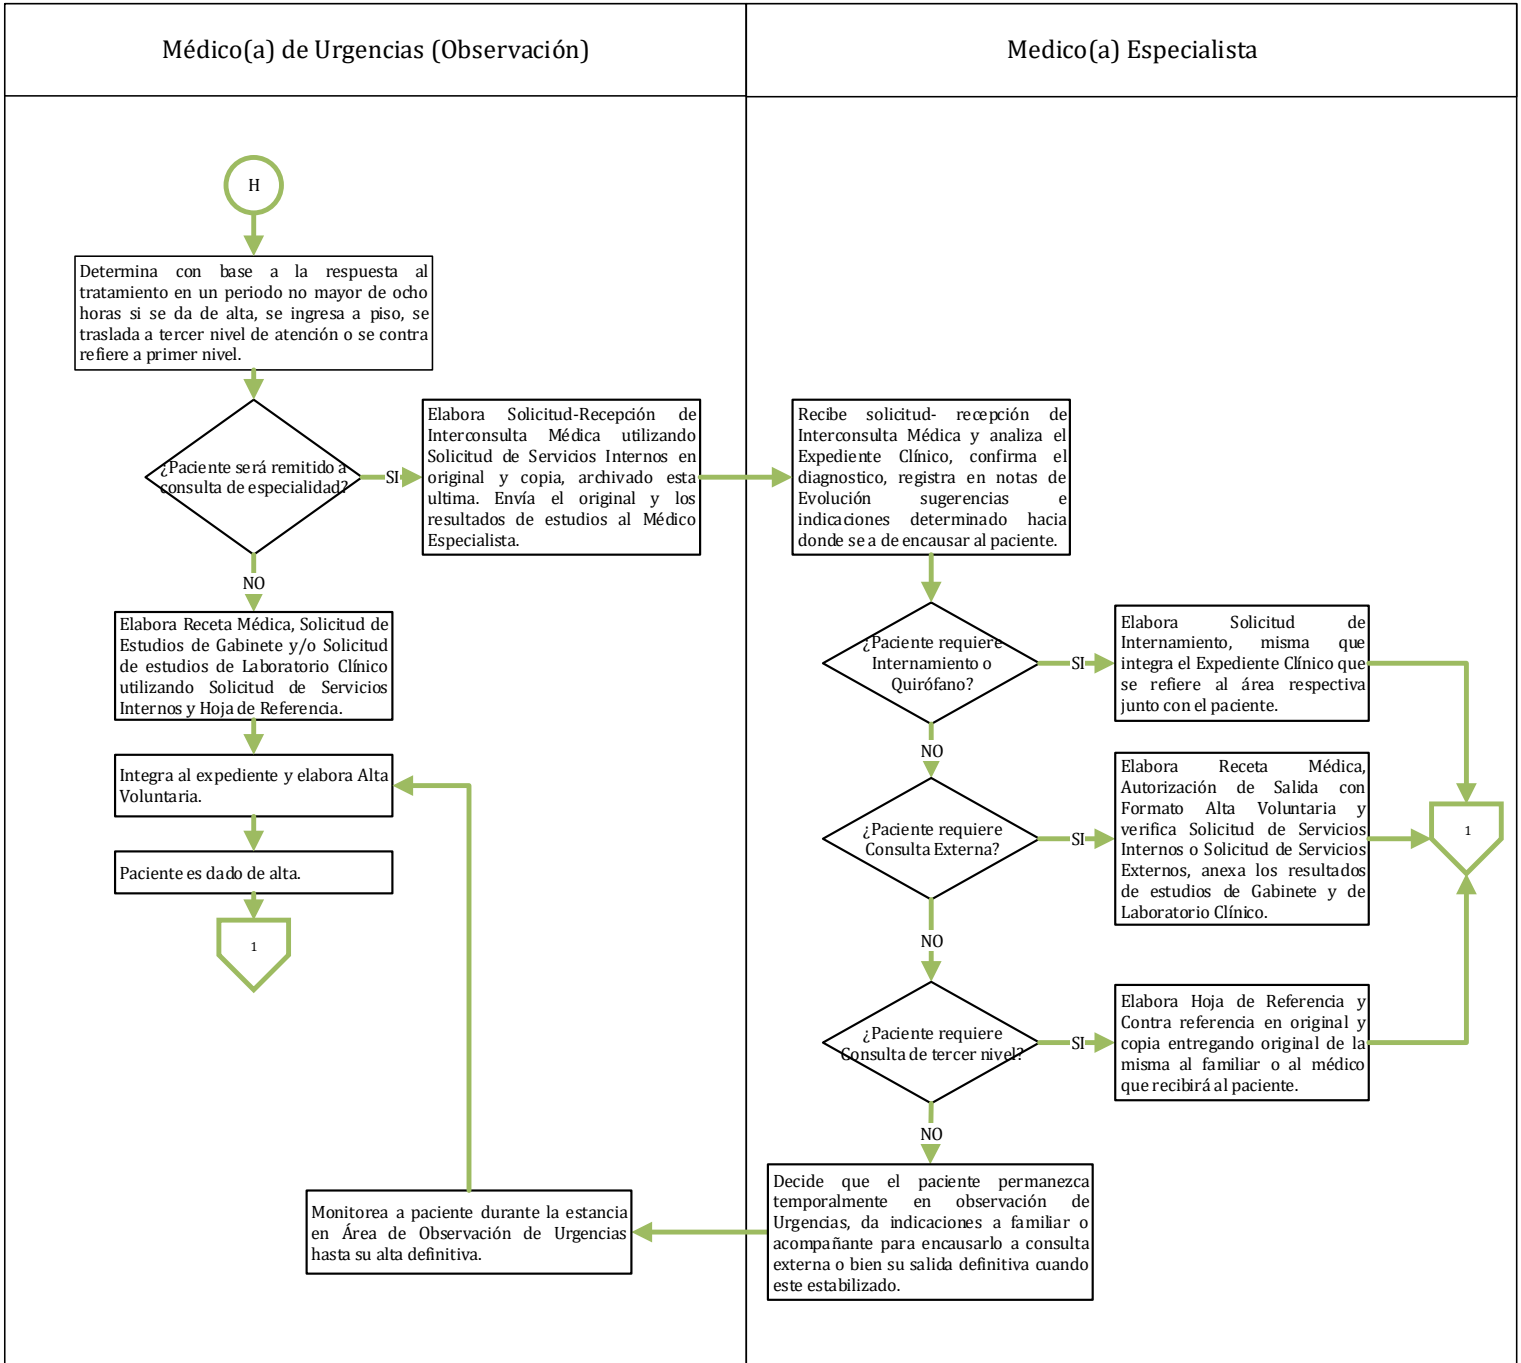 Médico(a) de Urgencias (Observación)
Medico(a) Especialista
H
Determina con base a la respuesta al
tratamiento en un periodo no mayor de ocho
horas si se da de alta, se ingresa a piso, se
traslada a tercer nivel de atención o se contra
refiere a primer nivel.
¿Paciente será remitido a
consulta de especialidad?
SI
Elabora Solicitud-Recepción de
Interconsulta Médica utilizando
Solicitud de Servicios Internos en
original y copia, archivado esta
ultima. Envía el original y los
resultados de estudios al Médico
Especialista.
NO
Elabora Receta Médica, Solicitud de
Estudios de Gabinete y/o Solicitud
de estudios de Laboratorio Clínico
utilizando Solicitud de Servicios
Internos y Hoja de Referencia.
Integra al expediente y elabora Alta
Voluntaria.
Paciente es dado de alta.
1
Monitorea a paciente durante la estancia
en Área de Observación de Urgencias
hasta su alta definitiva.
Recibe solicitud- recepción de
Interconsulta Médica y analiza el
Expediente Clínico, confirma el
diagnostico, registra en notas de
Evolución sugerencias e
indicaciones determinado hacia
donde se a de encausar al paciente.
¿Paciente requiere
Internamiento o
Quirófano?
SI
Elabora Solicitud de
Internamiento, misma que
integra el Expediente Clínico que
se refiere al área respectiva
junto con el paciente.
NO
¿Paciente requiere
Consulta Externa?
SI
Elabora Receta Médica,
Autorización de Salida con
Formato Alta Voluntaria y
verifica Solicitud de Servicios
Internos o Solicitud de Servicios
Externos, anexa los resultados
de estudios de Gabinete y de
Laboratorio Clínico.
1
NO
¿Paciente requiere
Consulta de tercer nivel?
SI
Elabora Hoja de Referencia y
Contra referencia en original y
copia entregando original de la
misma al familiar o al médico
que recibirá al paciente.
NO
Decide que el paciente permanezca
temporalmente en observación de
Urgencias, da indicaciones a familiar o
acompañante para encausarlo a consulta
externa o bien su salida definitiva cuando
este estabilizado.